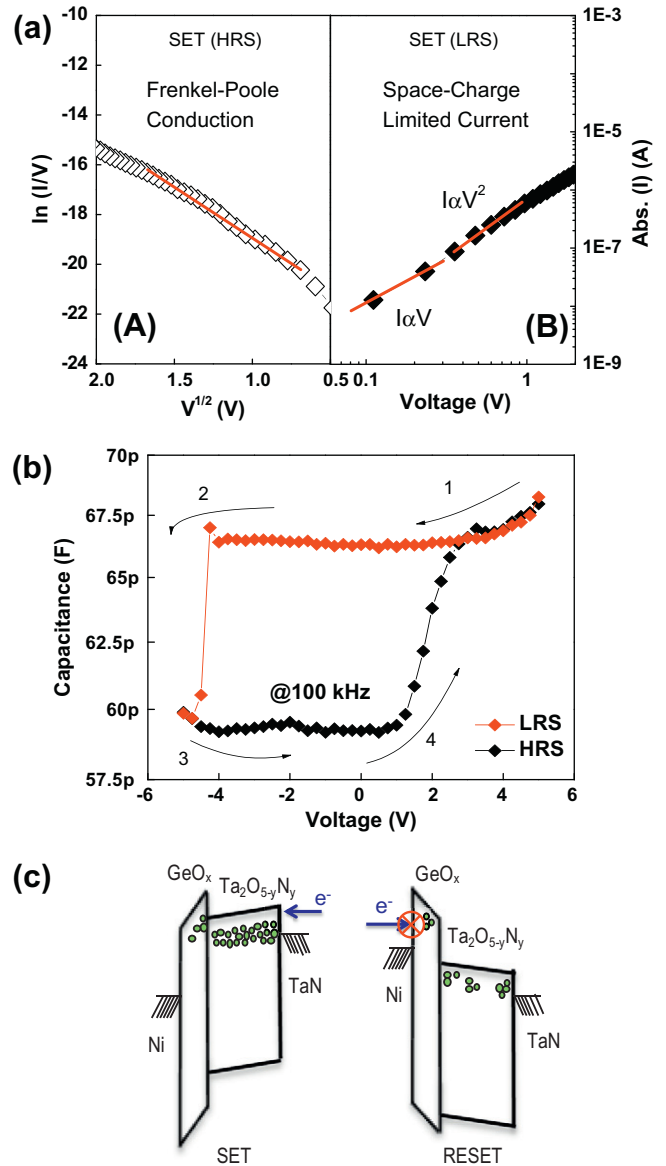 (a)
SET (HRS)
Frenkel-Poole
Conduction
(A)
ln (I/V)
-10
-12
-14
-16
-18
-20
-22
-24
2.0
1.5
1.0
0.5
V1/2 (V)
SET (LRS)
Space-Charge
Limited Current
IαV2
IαV
(B)
0.1
1
Voltage (V)
1E-3
1E-5
1E-7
1E-9
Abs. (I) (A)
(b)
70p
67.5p
65p
62.5p
60p
57.5p
Capacitance (F)
1
2
3
4
@100 kHz
LRS
HRS
-6
-4
-2
0
2
4
6
Voltage (V)
(c)
GeOx
Ta2O5-yNy
e-
TaN
Ni
SET
GeOx
e-
Ta2O5-yNy
Ni
TaN
RESET